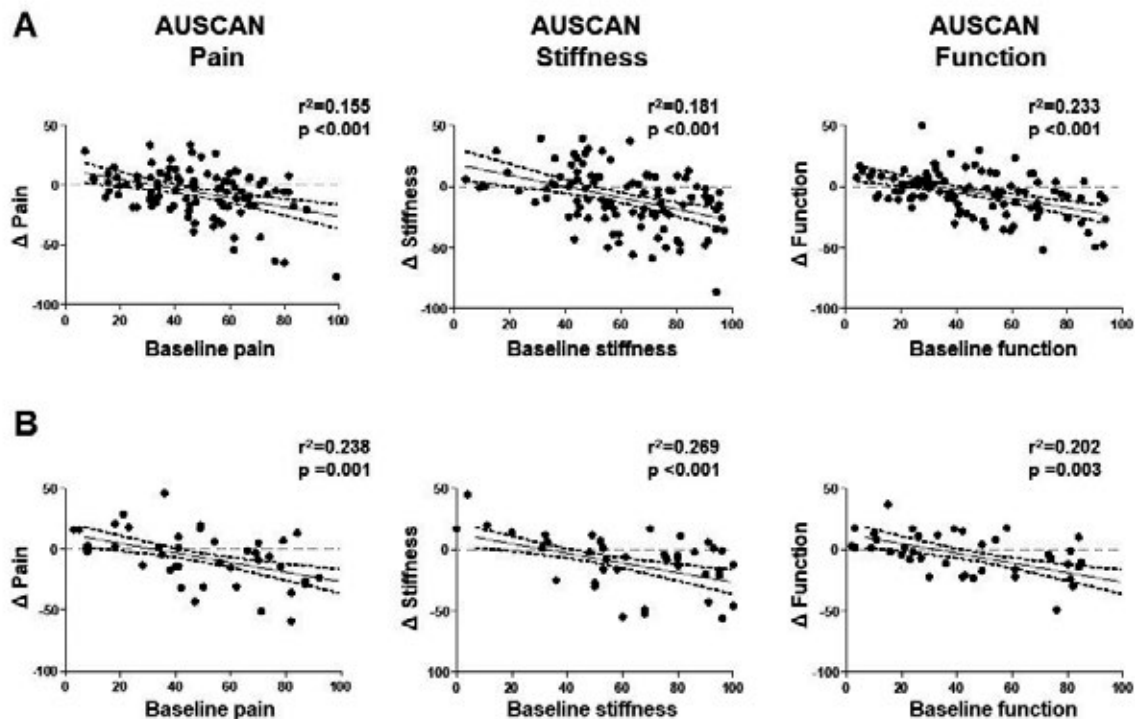 A
AUSCAN
Pain
r²=0.155
p <0.001
Δ Pain
50
0
-50
-100
0 20 40 60 80 100
Baseline pain
AUSCAN
Stiffness
r²=0.181
p <0.001
Δ Stiffness
50
0
-50
-100
0 20 40 60 80 100
Baseline stiffness
AUSCAN
Function
r²=0.233
p <0.001
Δ Function
50
0
-50
-100
0 20 40 60 80 100
Baseline function
B
r²=0.238
p =0.001
Δ Pain
50
0
-50
-100
0 20 40 60 80 100
Baseline pain
r²=0.269
p <0.001
Δ Stiffness
50
0
-50
-100
0 20 40 60 80 100
Baseline stiffness
r²=0.202
p =0.003
Δ Function
50
0
-50
-100
0 20 40 60 80 100
Baseline function